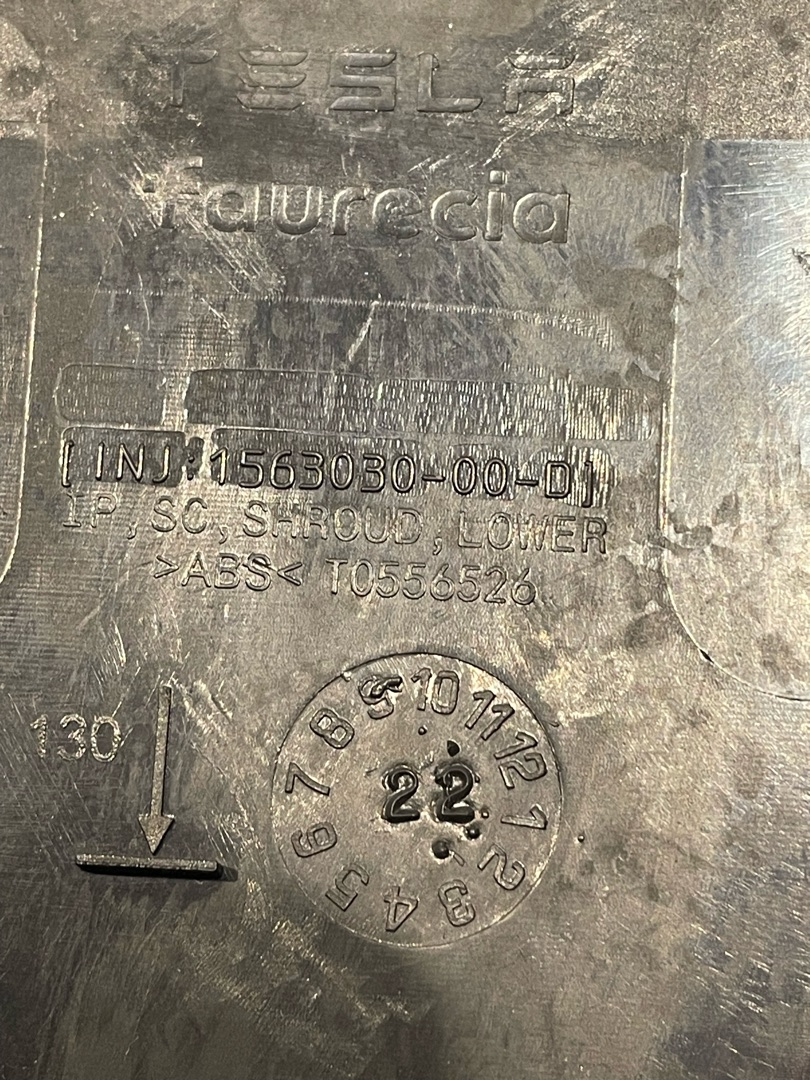 TESLA
faurecia
[INJ:1563030-00-D]
IP,SC,SHROUD,LOWER
>ABS< T0556526
130
1 2 3 4 5 6 7 8 9 10 11 12
22